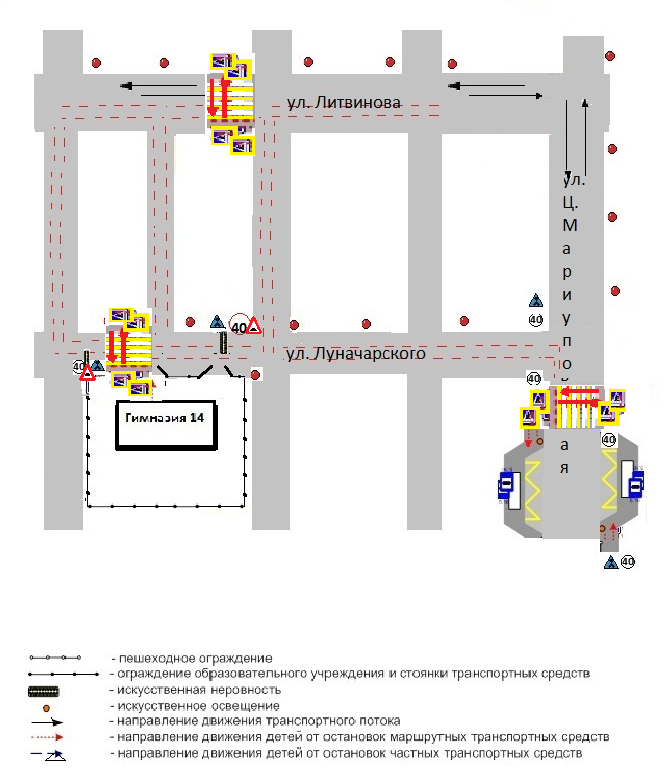 ул. Литвинова
ул.
Ц.
М
а
р
и
у
п
о
40
40
ул. Луначарского
40
40
Гимназия 14
40
а
я
40
- пешеходное ограждение
- ограждение образовательного учреждения и стоянки транспортных средств
- искусственная неровность
- искусственное освещение
- направление движения транспортного потока
- направление движения детей от остановок маршрутных транспортных средств
- направление движения детей от остановок частных транспортных средств